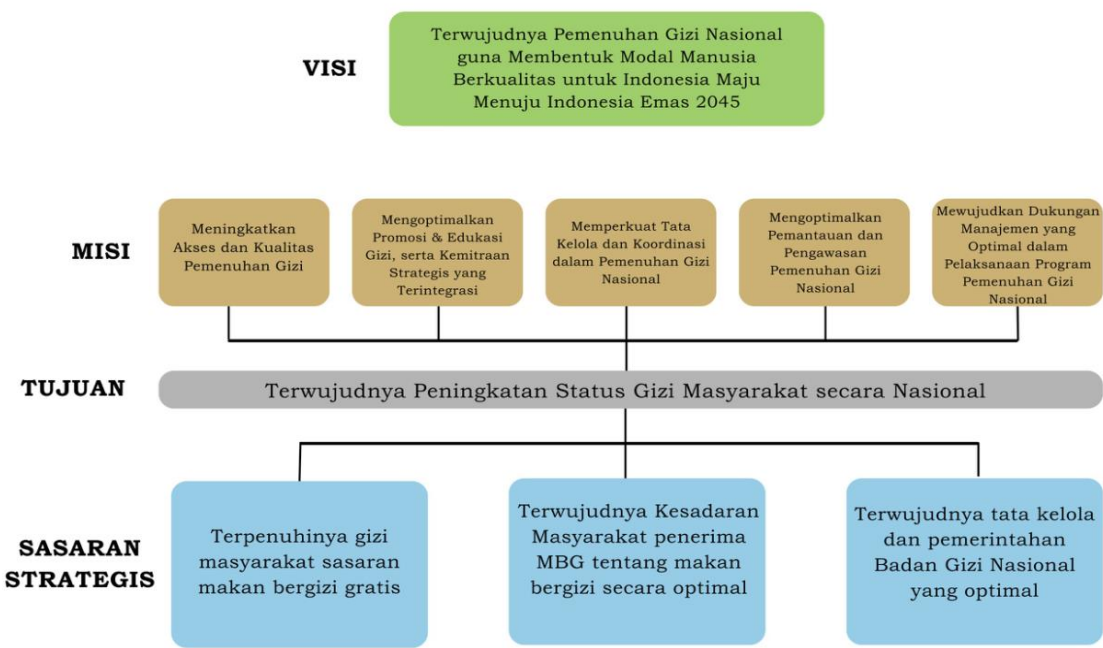 VISI
Terwujudnya Pemenuhan Gizi Nasional
guna Membentuk Modal Manusia
Berkualitas untuk Indonesia Maju
Menuju Indonesia Emas 2045
MISI
Meningkatkan
Akses dan Kualitas
Pemenuhan Gizi
Mengoptimalkan
Promosi & Edukasi
Gizi, serta Kemitraan
Strategis yang
Terintegrasi
Memperkuat Tata
Kelola dan Koordinasi
dalam Pemenuhan Gizi
Nasional
Mengoptimalkan
Pemantauan dan
Pengawasan
Pemenuhan Gizi
Nasional
Mewujudkan Dukungan
Manajemen yang
Optimal dalam
Pelaksanaan Program
Pemenuhan Gizi
Nasional
TUJUAN
Terwujudnya Peningkatan Status Gizi Masyarakat secara Nasional
SASARAN
STRATEGIS
Terpenuhinya gizi
masyarakat sasaran
makan bergizi gratis
Terwujudnya Kesadaran
Masyarakat penerima
MBG tentang makan
bergizi secara optimal
Terwujudnya tata kelola
dan pemerintahan
Badan Gizi Nasional
yang optimal